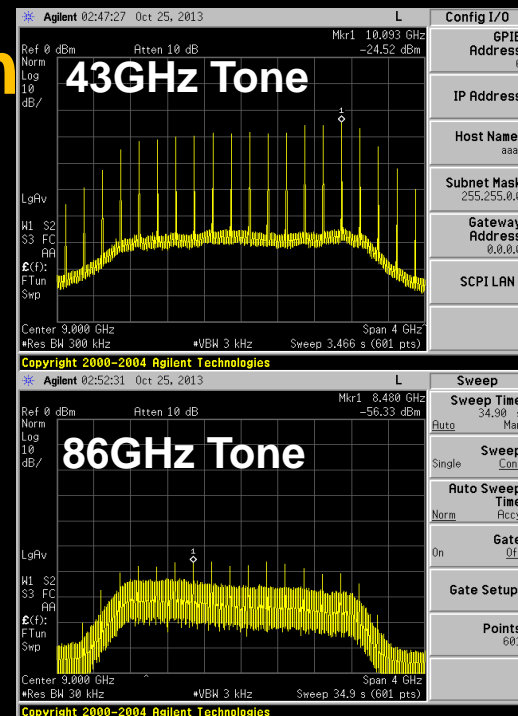 n
Agilent 02:47:27 Oct 25, 2013 L
Mkr1 10.093 GHz
Ref 0 dBm Atten 10 dB -24.52 dBm
Norm
Log
10
dB/
43GHz Tone
1
LgAv
W1 S2
S3 FC
AA
£(f):
FTun
Swp
Center 9.000 GHz Span 4 GHz
#Res BW 300 kHz #VBW 3 kHz Sweep 3.466 s (601 pts)
Copyright 2000-2004 Agilent Technologies
Config I/O
GPIB
Address
IP Address
Host Name
aaa
Subnet Mask
255.255.0.0
Gateway
Address
0.0.0.0
SCPI LAN
Agilent 02:52:31 Oct 25, 2013 L
Mkr1 8.480 GHz
Ref 0 dBm Atten 10 dB -56.33 dBm
Norm
Log
10
dB/
86GHz Tone
1
LgAv
W1 S2
S3 FC
AA
£(f):
FTun
Swp
Center 9.000 GHz Span 4 GHz
#Res BW 30 kHz #VBW 3 kHz Sweep 34.9 s (601 pts)
Copyright 2000-2004 Agilent Technologies
Sweep
Sweep Time
34.90 s
Auto Man
Sweep
Single Cont
Auto Sweep
Time
Norm Accy
Gate
On Off
Gate Setup
Points
601